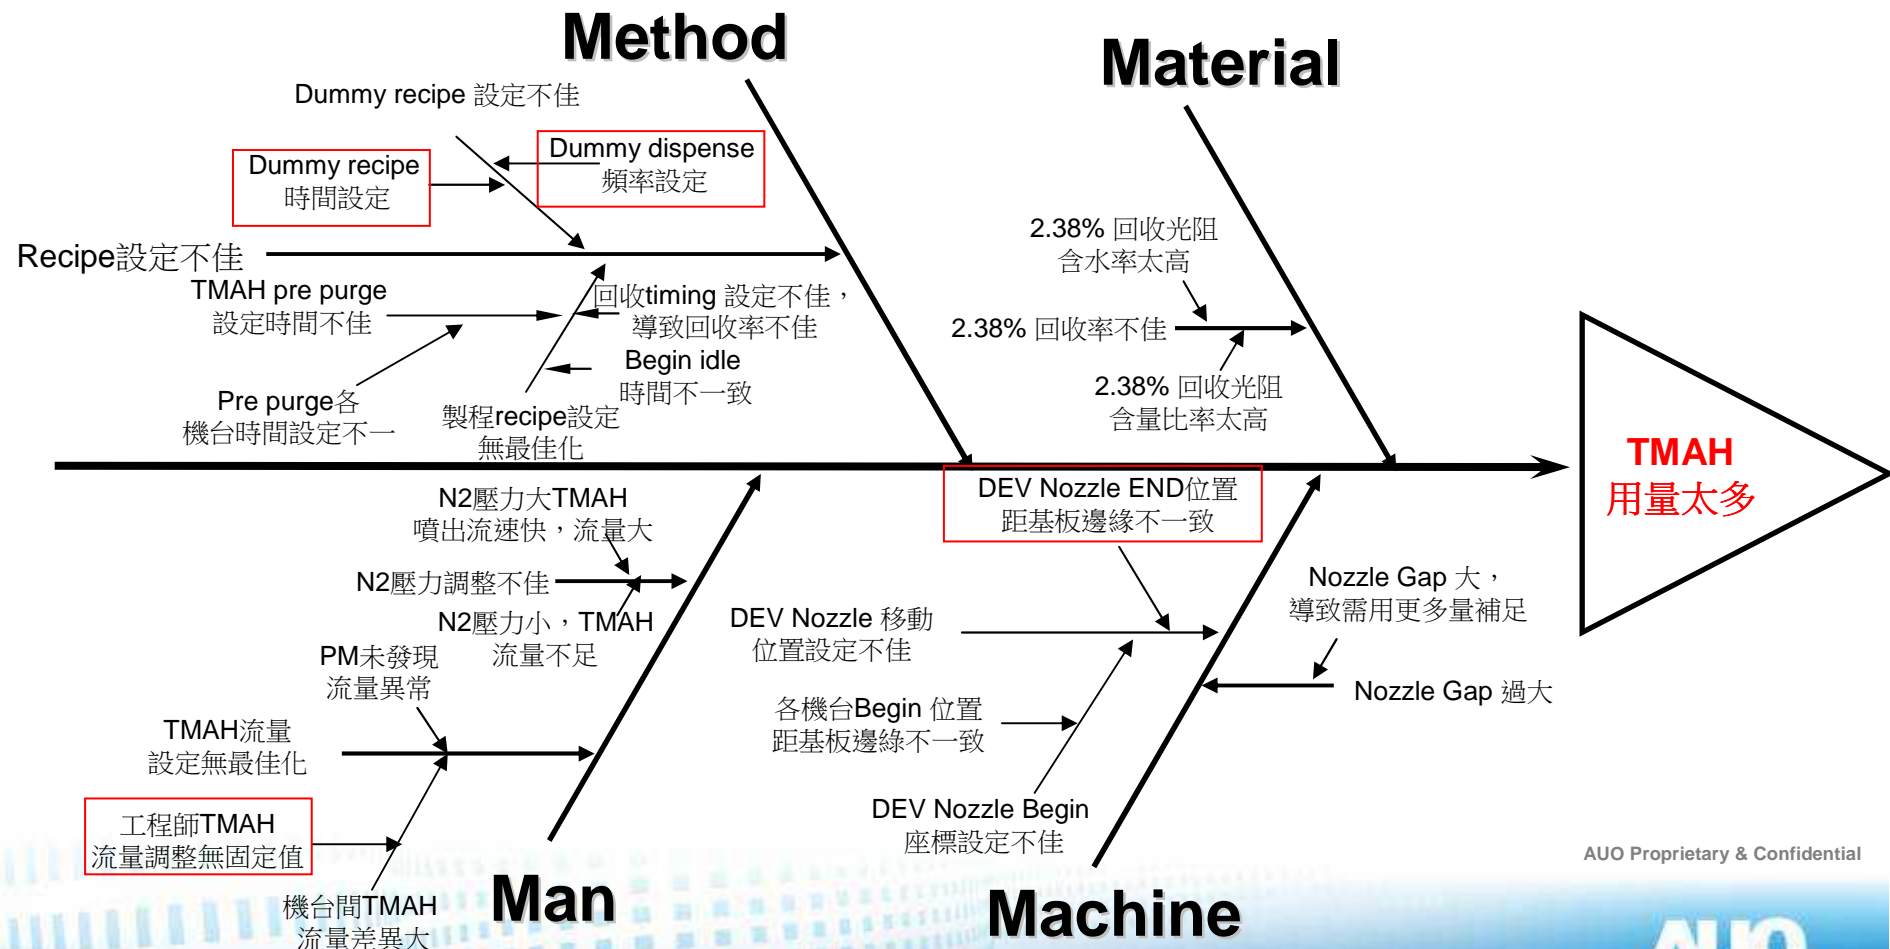 Method
Material
Dummy recipe 設定不佳
Dummy recipe
時間設定
Dummy dispense
頻率設定
Recipe設定不佳
TMAH pre purge
設定時間不佳
回收timing 設定不佳，
導致回收率不佳
Begin idle
時間不一致
Pre purge各
機台時間設定不一
製程recipe設定
無最佳化
2.38% 回收光阻
含水率太高
2.38% 回收率不佳
2.38% 回收光阻
含量比率太高
TMAH
用量太多
N2壓力大TMAH
噴出流速快，流量大
N2壓力調整不佳
N2壓力小，TMAH
流量不足
PM未發現
流量異常
TMAH流量
設定無最佳化
工程師TMAH
流量調整無固定值
機台間TMAH
流量差異大
DEV Nozzle END位置
距基板邊緣不一致
DEV Nozzle 移動
位置設定不佳
各機台Begin 位置
距基板邊綠不一致
DEV Nozzle Begin
座標設定不佳
Nozzle Gap 大，
導致需用更多量補足
Nozzle Gap 過大
Man
Machine
AUO Proprietary & Confidential
AUO